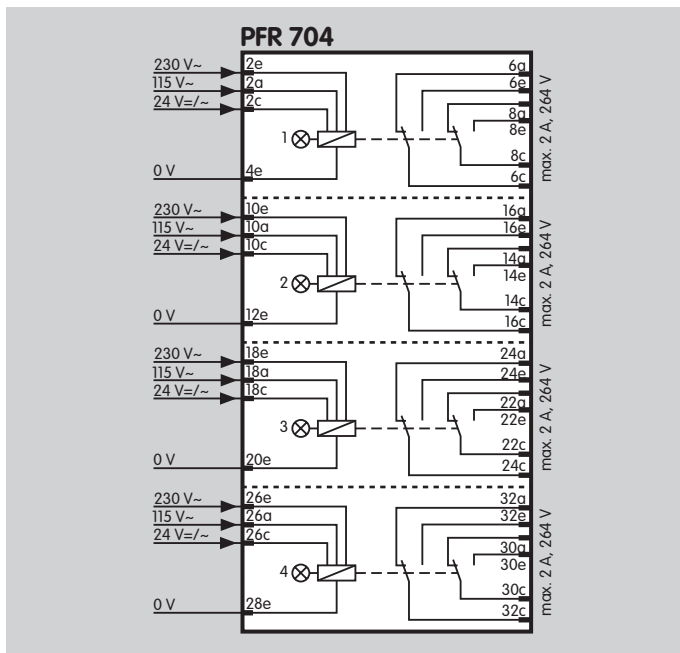 PFR 704
230 V~ 2e 6a
115 V~ 2a 6e
24 V=/~ 2c
8a
1 8e
8c
0 V 4e 6c
max. 2 A, 264 V
230 V~ 10e 16a
115 V~ 10a 16e
24 V=/~ 10c
14a
2 14e
14c
0 V 12e 16c
max. 2 A, 264 V
230 V~ 18e 24a
115 V~ 18a 24e
24 V=/~ 18c
22a
3 22e
22c
0 V 20e 24c
max. 2 A, 264 V
230 V~ 26e 32a
115 V~ 26a 32e
24 V=/~ 26c
30a
4 30e
30c
0 V 28e 32c
max. 2 A, 264 V